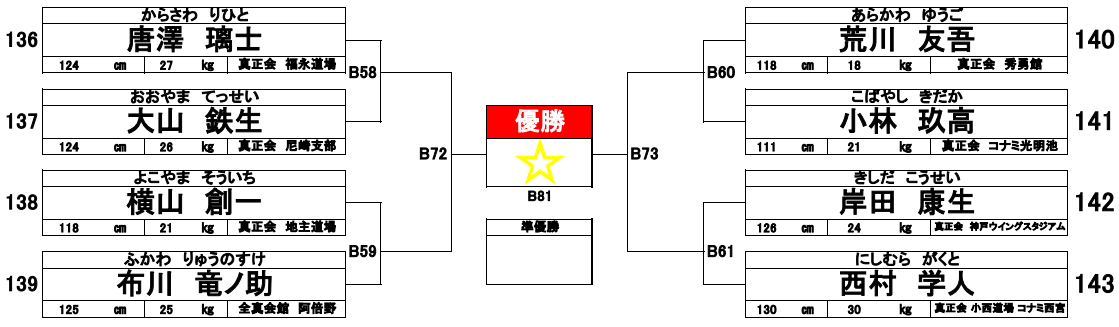 からさわ りひと
136 唐澤 璃士
124 cm 27 kg 真正会 福永道場
B58
おおやま てっせい
137 大山 鉄生
124 cm 26 kg 真正会 尼崎支部
B72
よこやま そういち
138 横山 創一
118 cm 21 kg 真正会 地主道場
B59
ふかわ りゅうのすけ
139 布川 竜ノ助
125 cm 25 kg 全真会館 阿倍野
優勝
☆
B81
準優勝
あらかわ ゆうご
荒川 友吾 140
118 cm 18 kg 真正会 秀勇館
B60
こばやし きだか
小林 玖高 141
111 cm 21 kg 真正会 コナミ光明池
B73
きしだ こうせい
岸田 康生 142
126 cm 24 kg 真正会 神戸ウイングスタジアム
B61
にしむら がくと
西村 学人 143
130 cm 30 kg 真正会 小西道場 コナミ西宮